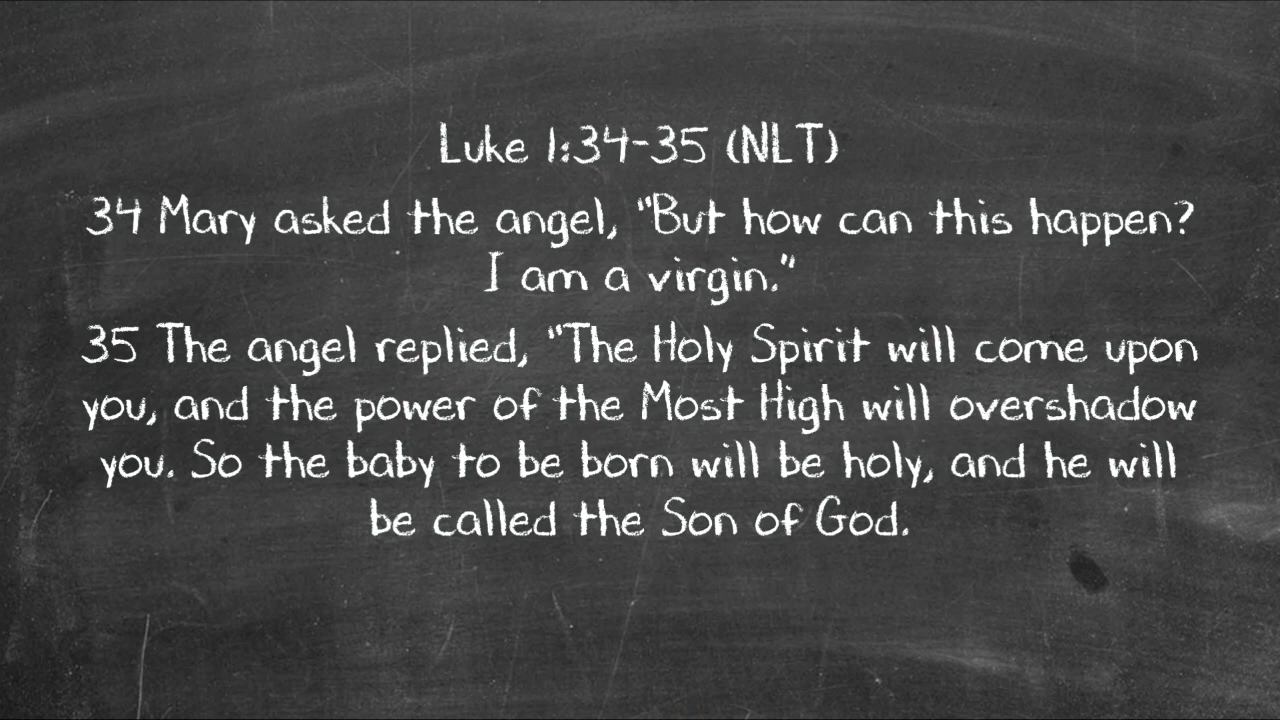 Luke 1:34-35 (NLT)
34 Mary asked the angel, "But how can this happen?
I am a virgin."
35 The angel replied, "The Holy Spirit will come upon
you, and the power of the Most High will overshadow
you. So the baby to be born will be holy, and he will
be called the Son of God.